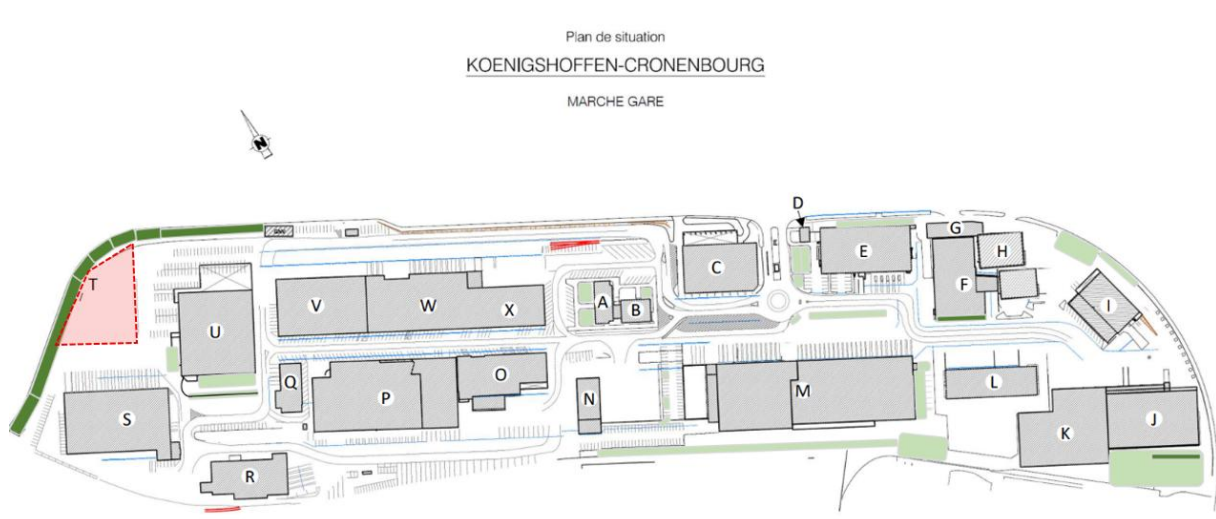 Plan de situation
KOENIGSHOFFEN-CRONENBOURG
MARCHE GARE
N
D
G
E
H
C
F
T
I
A
V
W
X
B
U
O
Q
L
P
N
M
S
J
K
R